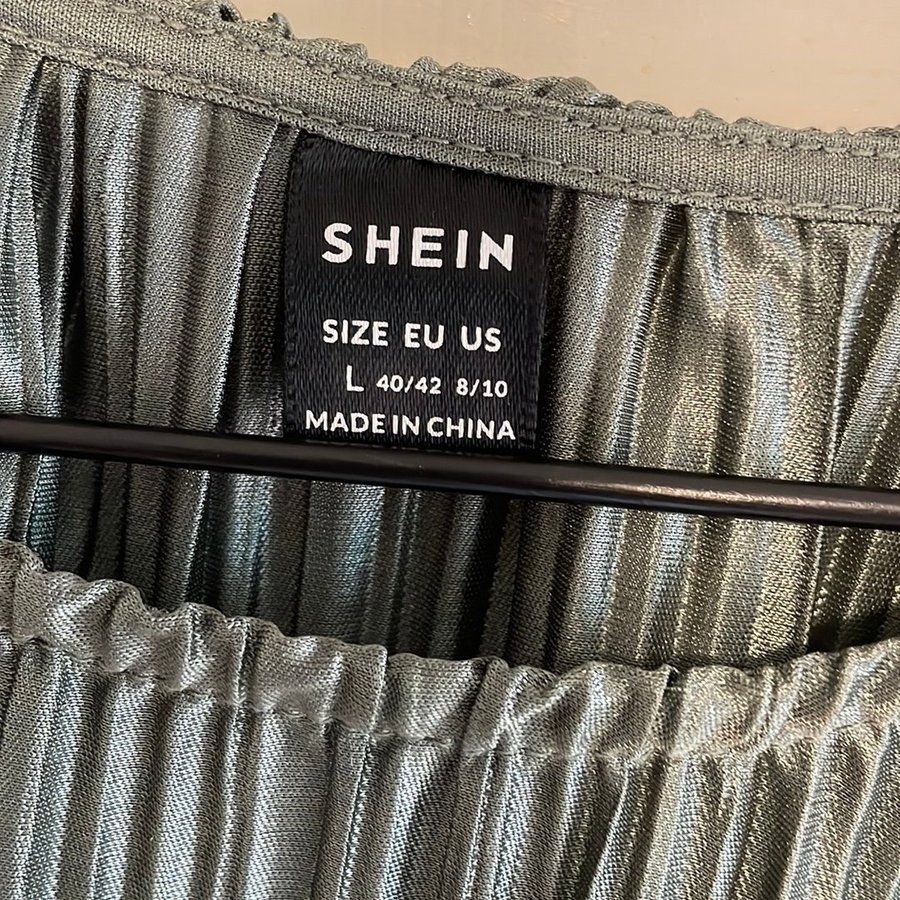 SHEIN
SIZE EU US
L 40/42 8/10
MADE IN CHINA